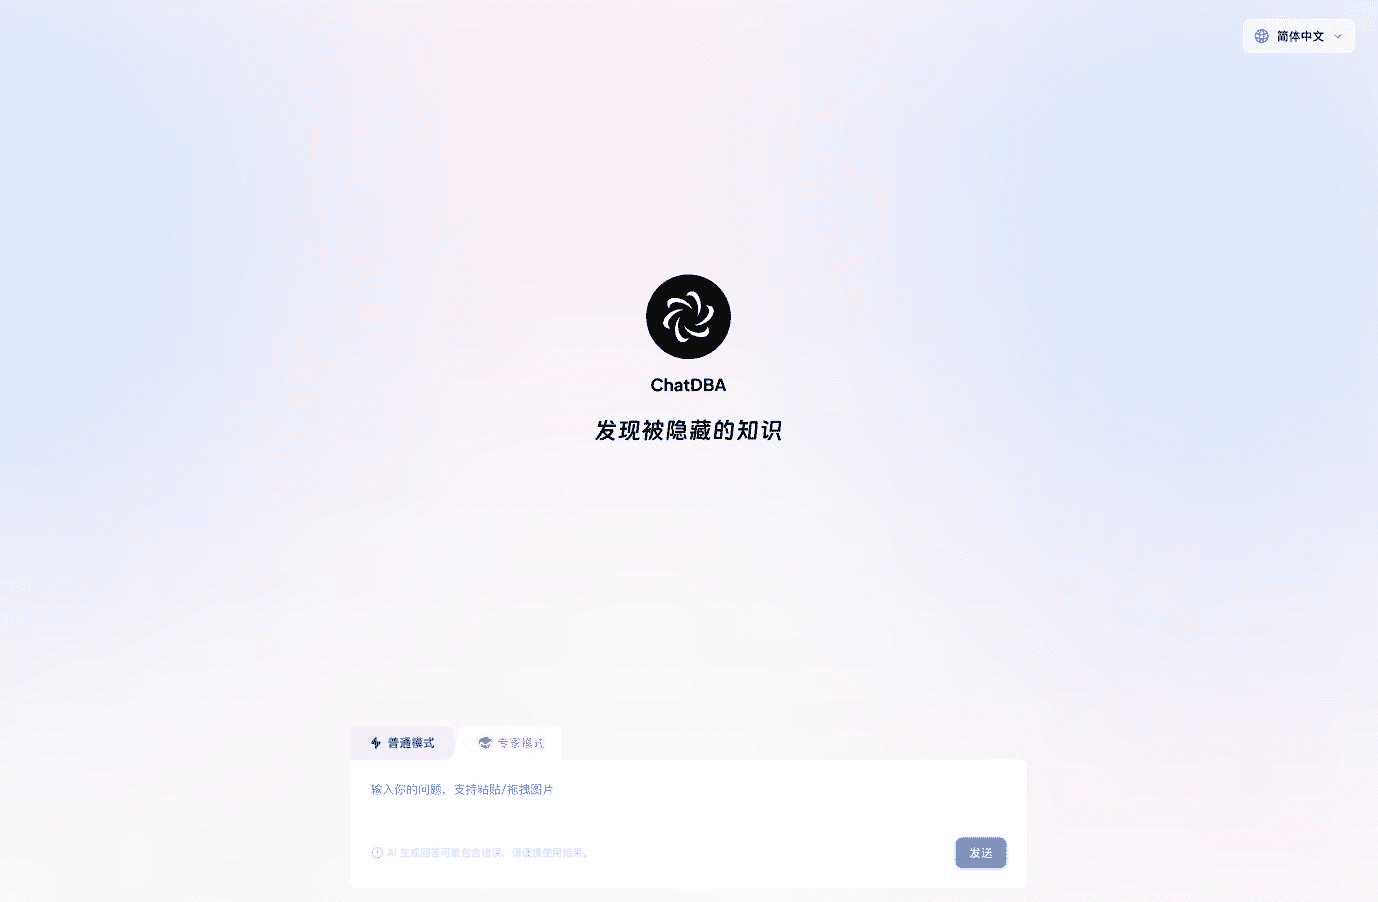 简体中文
ChatDBA
发现被隐藏的知识
普通模式
专家模式
输入你的问题，支持粘贴/拖拽图片
AI 生成回答可能包含错误，请谨慎使用结果。
发送